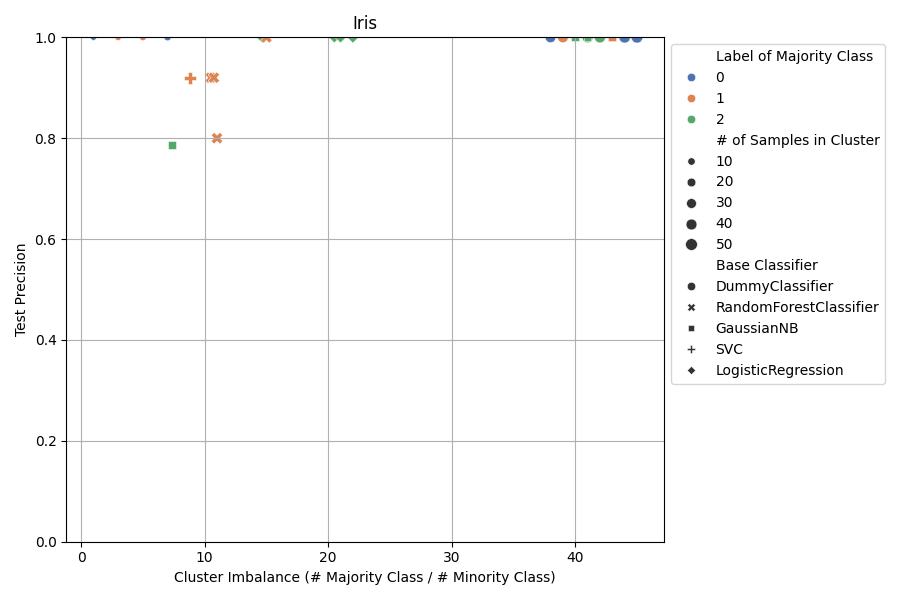 Iris
1.0
0.8
0.6
0.4
0.2
0.0
Test Precision
0
10
20
30
40
Cluster Imbalance (# Majority Class / # Minority Class)
Label of Majority Class
0
1
2
# of Samples in Cluster
10
20
30
40
50
Base Classifier
DummyClassifier
RandomForestClassifier
GaussianNB
SVC
LogisticRegression